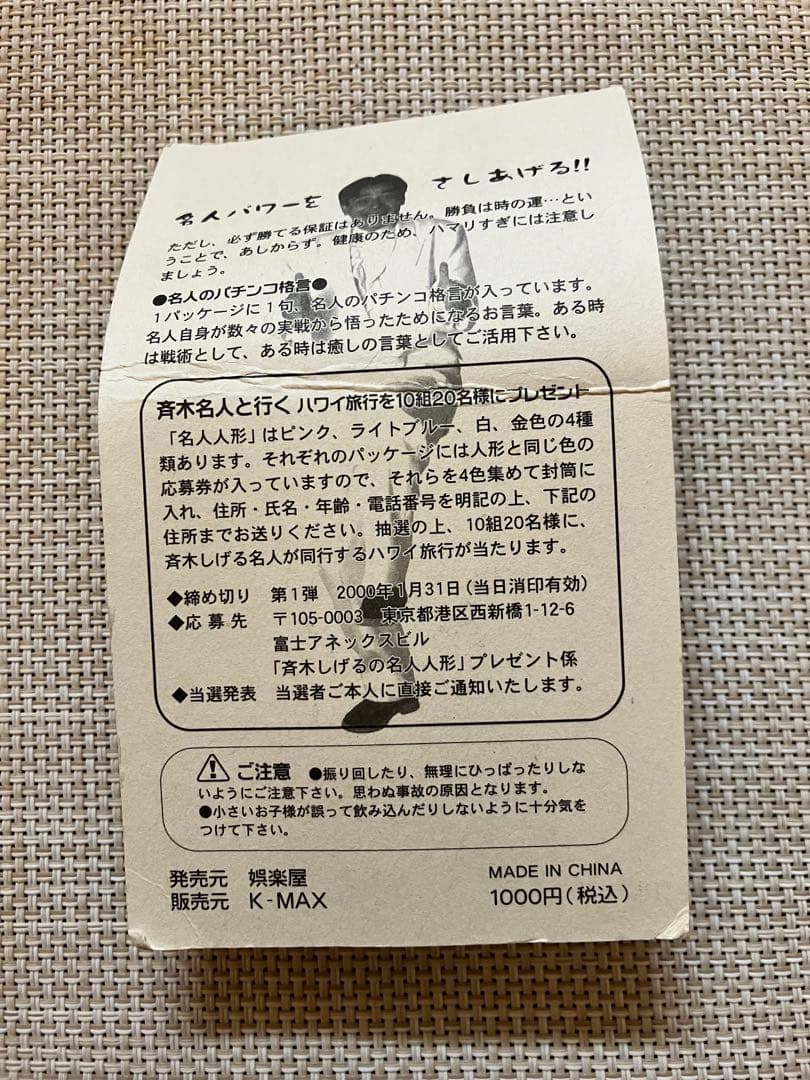 名人パワーを さしあげる!!
ただし、必ず勝てる保証はありません。勝負は時の運…とい
うことで、あしからず。健康のため、ハマリすぎには注意し
ましょう。
●名人のパチンコ格言●
1パッケージに1句、名人のパチンコ格言が入っています。
名人自身が数々の実戦から悟ったためになるお言葉。ある時
は戦術として、ある時は癒しの言葉としてご活用下さい。
斉木名人と行く ハワイ旅行を10組20名様にプレゼント
「名人人形」はピンク、ライトブルー、白、金色の4種
類あります。それぞれのパッケージには人形と同じ色の
応募券が入っていますので、それらを4色集めて封筒に
入れ、住所・氏名・年齢・電話番号を明記の上、下記の
住所までお送りください。抽選の上、10組20名様に、
斉木しげる名人が同行するハワイ旅行が当たります。
◆締め切り 第1弾 2000年1月31日(当日消印有効)
◆応募先 〒105-0003 東京都港区西新橋1-12-6
富士アネックスビル
「斉木しげるの名人人形」プレゼント係
◆当選発表 当選者ご本人に直接ご通知いたします。
ご注意 ●振り回したり、無理にひっぱったりしな
いようにご注意下さい。思わぬ事故の原因となります。
●小さいお子様が誤って飲み込んだりしないように十分気を
つけて下さい。
発売元 娯楽屋 MADE IN CHINA
販売元 K-MAX 1000円(税込)